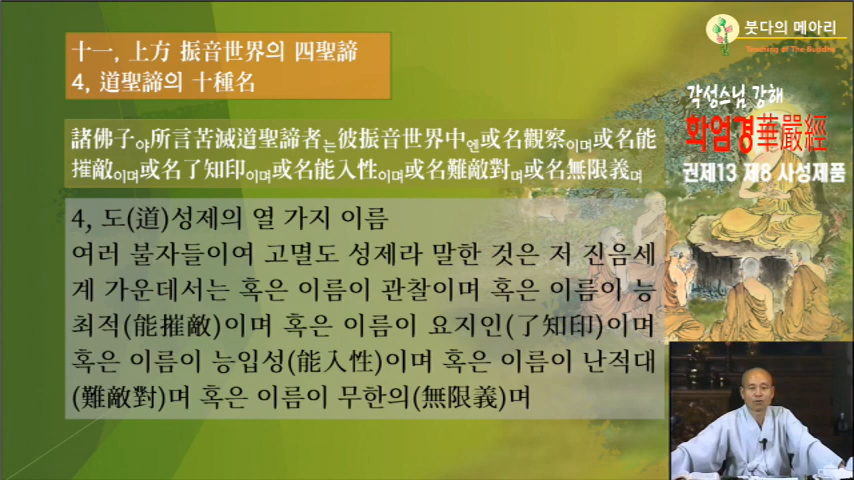 十一, 上方 振音世界의 四聖諦
4, 道聖諦의 十種名
붓다의 메아리
Teaching of The Buddha
각성스님 강해
화엄경華嚴經
권제13 제8 사성제품
諸佛子야所言苦滅道聖諦者는彼振音世界中엔或名觀察이며或名能
摧敵이며或名了知印이며或名能入性이며或名難敵對며或名無限義며
4, 도(道)성제의 열 가지 이름
여러 불자들이여 고멸도 성제라 말한 것은 저 진음세
계 가운데서는 혹은 이름이 관찰이며 혹은 이름이 능
최적(能摧敵)이며 혹은 이름이 요지인(了知印)이며
혹은 이름이 능입성(能入性)이며 혹은 이름이 난적대
(難敵對)며 혹은 이름이 무한의(無限義)며